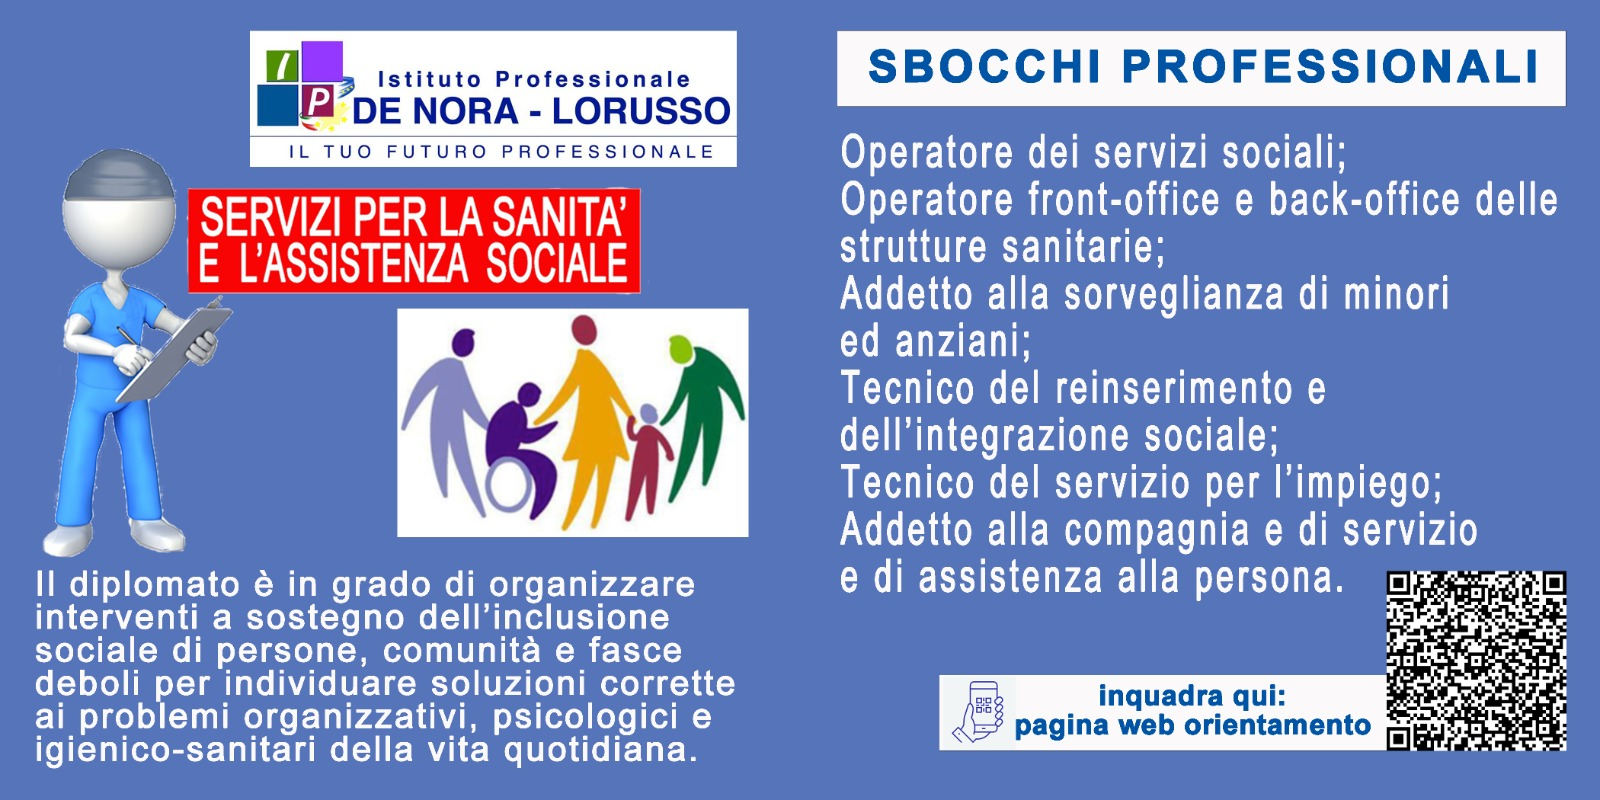 IP
Istituto Professionale
DE NORA - LORUSSO
IL TUO FUTURO PROFESSIONALE
SERVIZI PER LA SANITA'
E L'ASSISTENZA SOCIALE
Il diplomato è in grado di organizzare
interventi a sostegno dell'inclusione
sociale di persone, comunità e fasce
deboli per individuare soluzioni corrette
ai problemi organizzativi, psicologici e
igienico-sanitari della vita quotidiana.
SBOCCHI PROFESSIONALI
Operatore dei servizi sociali;
Operatore front-office e back-office delle
strutture sanitarie;
Addetto alla sorveglianza di minori
ed anziani;
Tecnico del reinserimento e
dell'integrazione sociale;
Tecnico del servizio per l'impiego;
Addetto alla compagnia e di servizio
e di assistenza alla persona.
inquadra qui:
pagina web orientamento